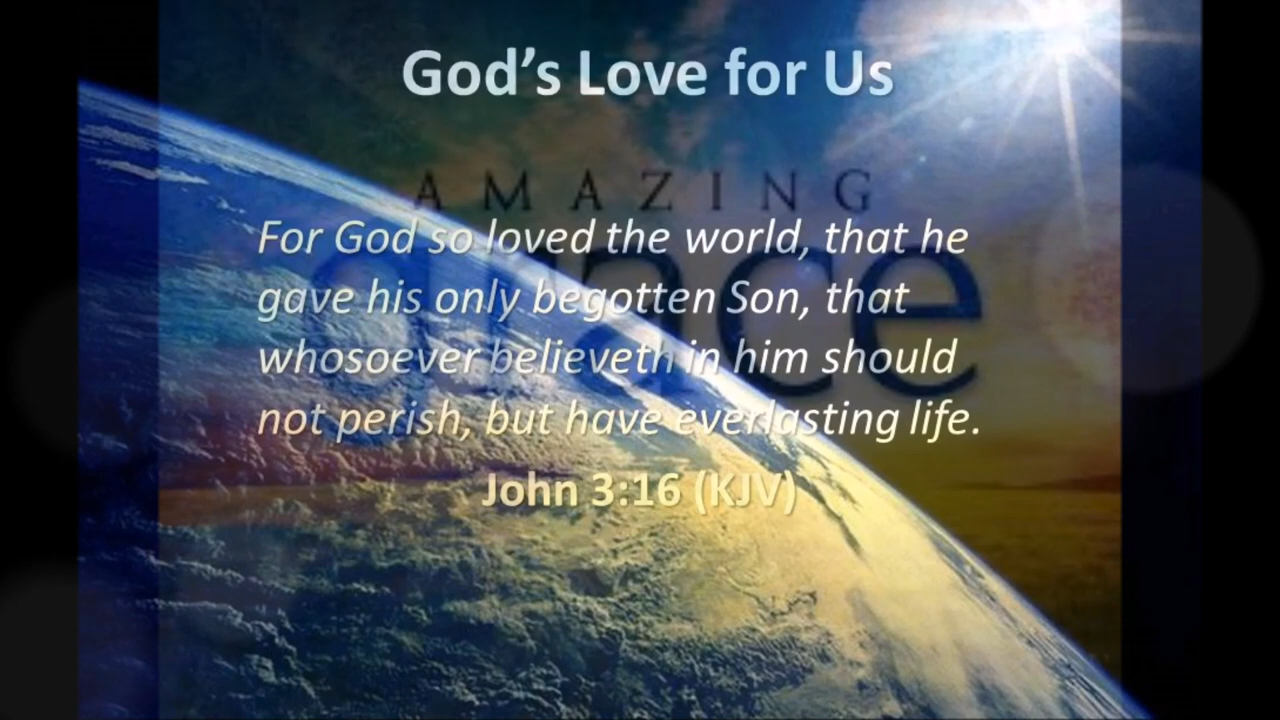 God’s Love for Us
AMAZING
grace
For God so loved the world, that he
gave his only begotten Son, that
whosoever believeth in him should
not perish, but have everlasting life.
John 3:16 (KJV)